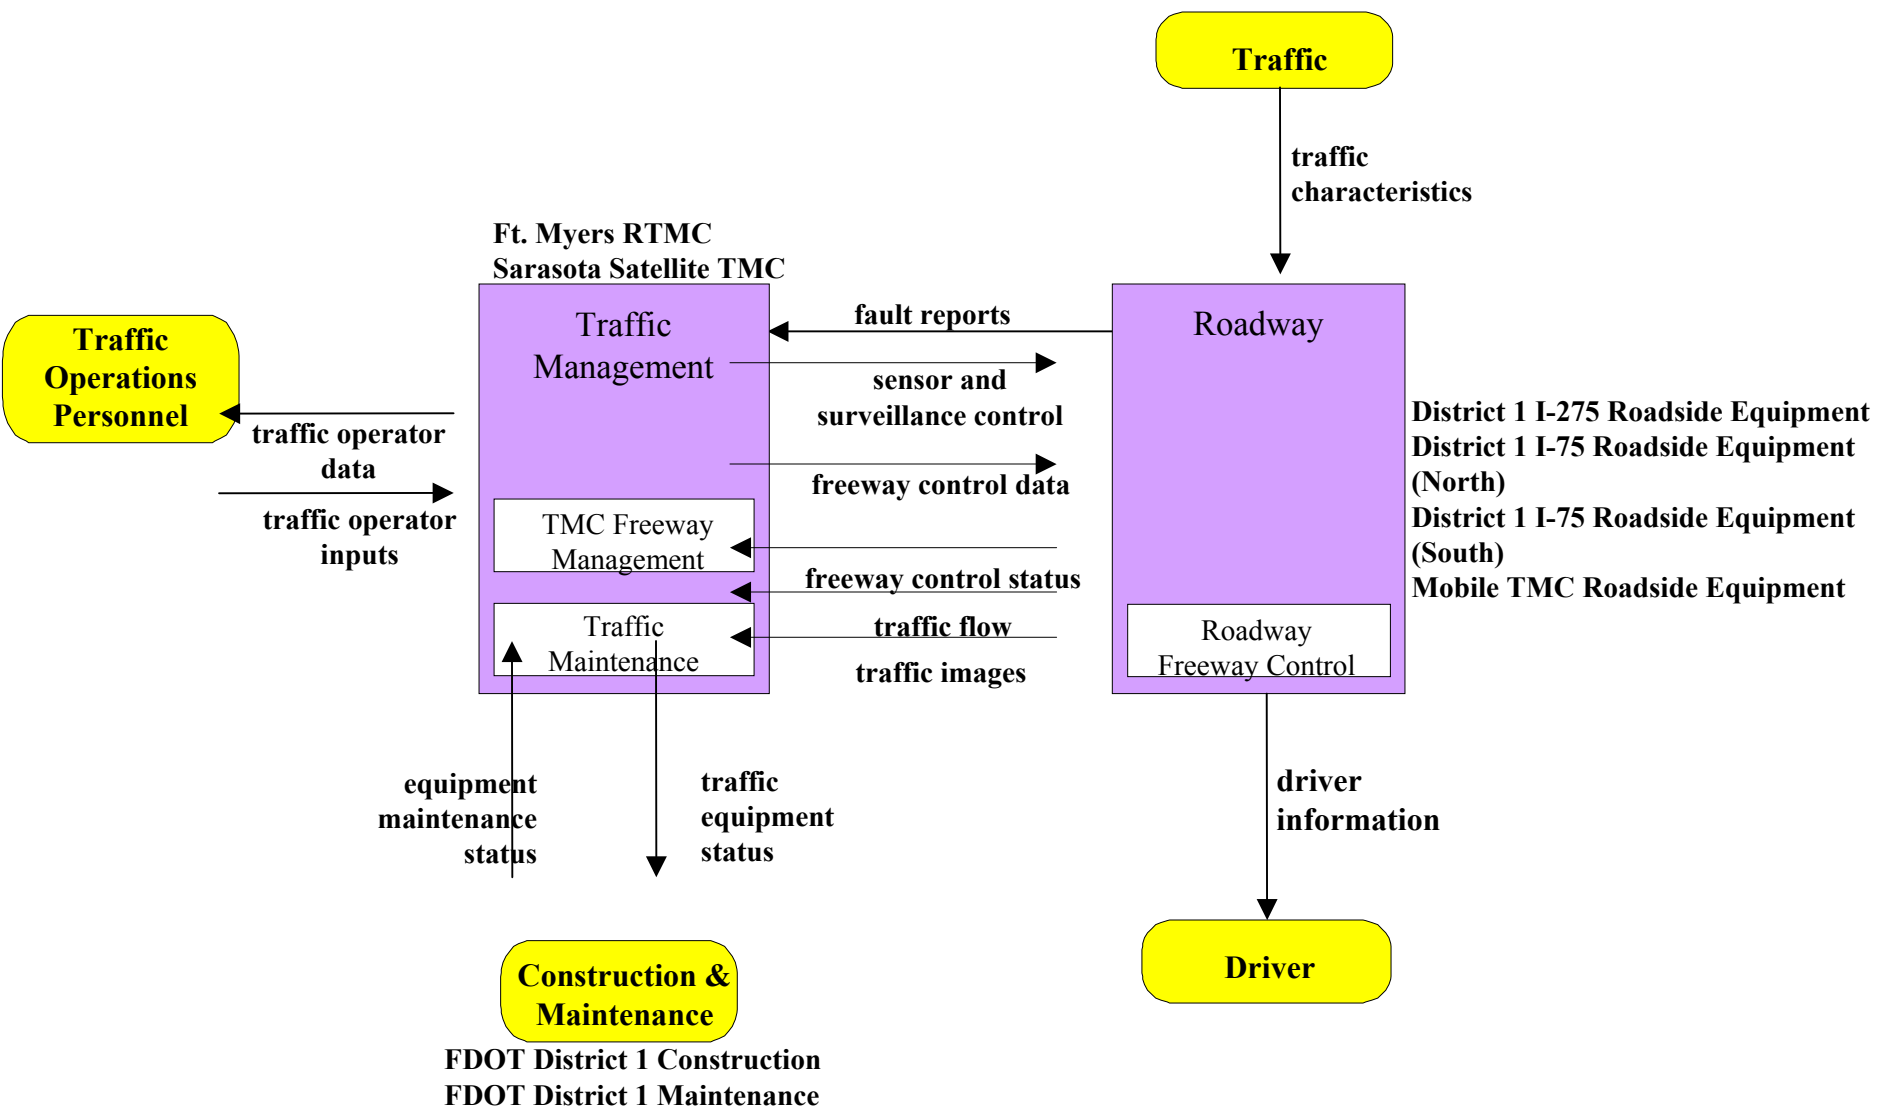 Traffic
traffic
characteristics
Ft. Myers RTMC
Sarasota Satellite TMC
Traffic
Management
fault reports
Roadway
Traffic
Operations
Personnel
sensor and
surveillance control
traffic operator
data
freeway control data
traffic operator
inputs
TMC Freeway
Management
freeway control status
Traffic
Maintenance
traffic flow
traffic images
District 1 I-275 Roadside Equipment
District 1 I-75 Roadside Equipment
(North)
District 1 I-75 Roadside Equipment
(South)
Mobile TMC Roadside Equipment
Roadway
Freeway Control
equipment
maintenance
status
traffic
equipment
status
driver
information
Construction &
Maintenance
FDOT District 1 Construction
FDOT District 1 Maintenance
Driver